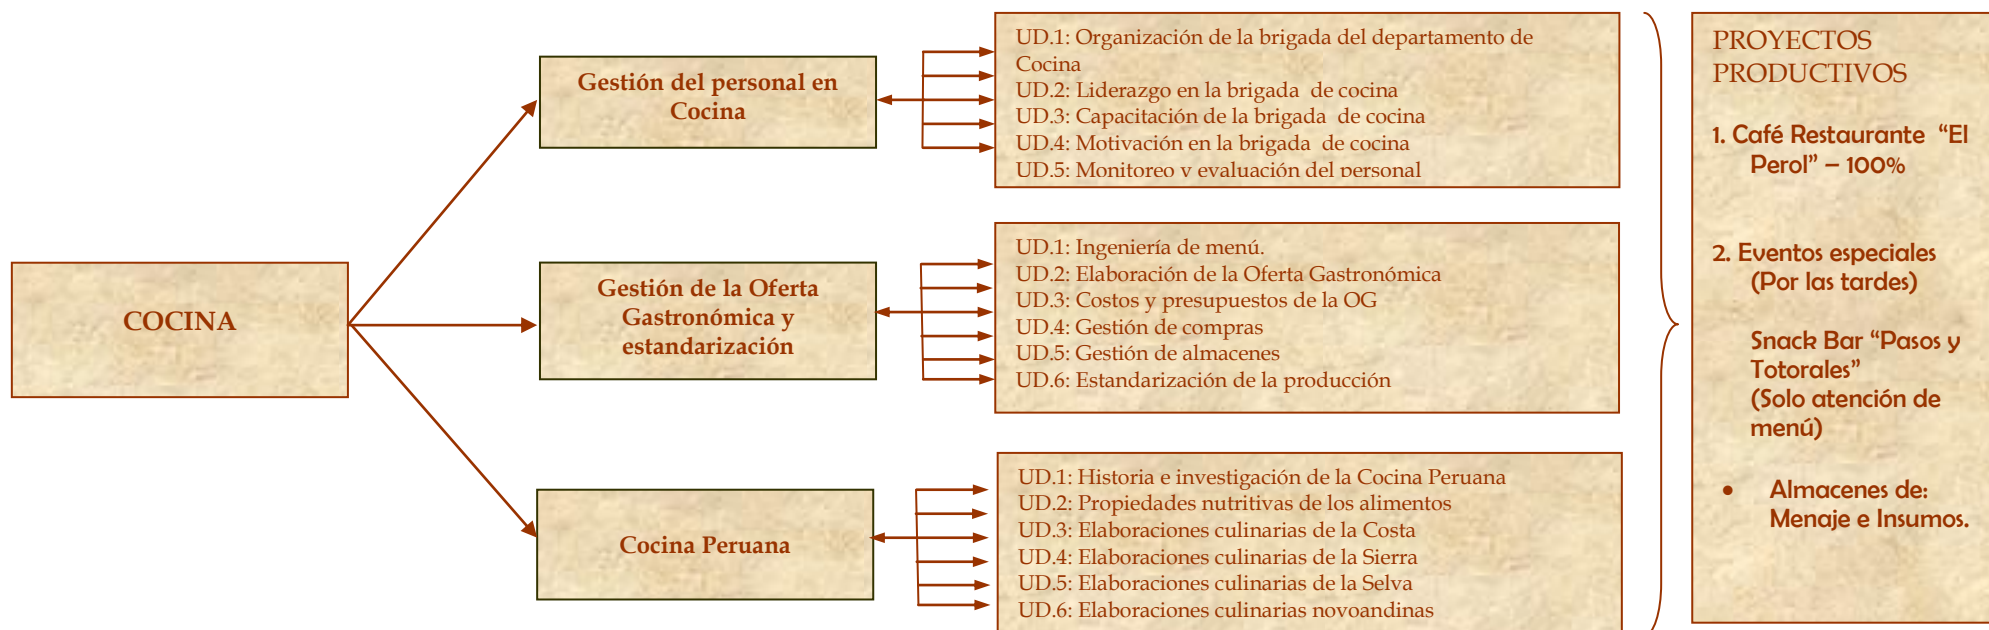 COCINA
Gestión del personal en
Cocina
UD.1: Organización de la brigada del departamento de
Cocina
UD.2: Liderazgo en la brigada de cocina
UD.3: Capacitación de la brigada de cocina
UD.4: Motivación en la brigada de cocina
UD.5: Monitoreo y evaluación del personal
Gestión de la Oferta
Gastronómica y
estandarización
UD.1: Ingeniería de menú.
UD.2: Elaboración de la Oferta Gastronómica
UD.3: Costos y presupuestos de la OG
UD.4: Gestión de compras
UD.5: Gestión de almacenes
UD.6: Estandarización de la producción
Cocina Peruana
UD.1: Historia e investigación de la Cocina Peruana
UD.2: Propiedades nutritivas de los alimentos
UD.3: Elaboraciones culinarias de la Costa
UD.4: Elaboraciones culinarias de la Sierra
UD.5: Elaboraciones culinarias de la Selva
UD.6: Elaboraciones culinarias novoandinas
PROYECTOS
PRODUCTIVOS
1. Café Restaurante “El
Perol” – 100%
2. Eventos especiales
(Por las tardes)
Snack Bar “Pasos y
Totorales”
(Solo atención de
menú)
• Almacenes de:
Menaje e Insumos.